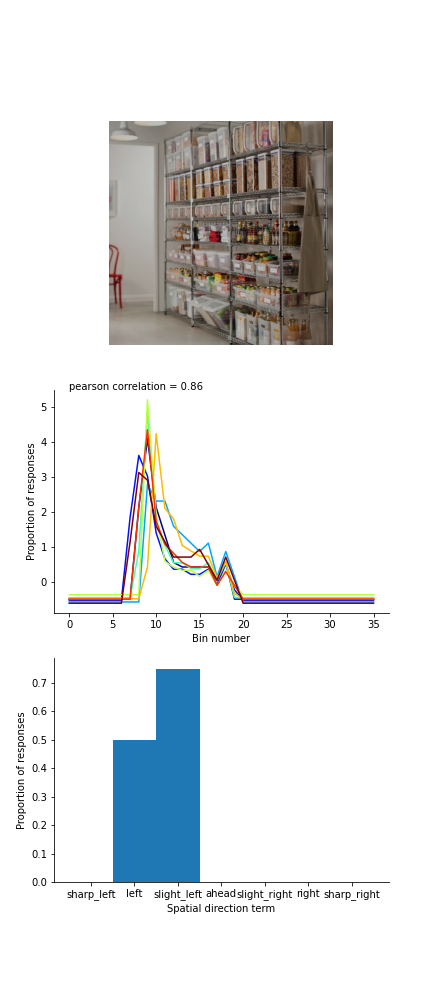 pearson correlation = 0.86
Proportion of responses
5
4
3
2
1
0
0 5 10 15 20 25 30 35
Bin number
Proportion of responses
0.7
0.6
0.5
0.4
0.3
0.2
0.1
0.0
sharp_left left slight_left ahead slight_right right sharp_right
Spatial direction term